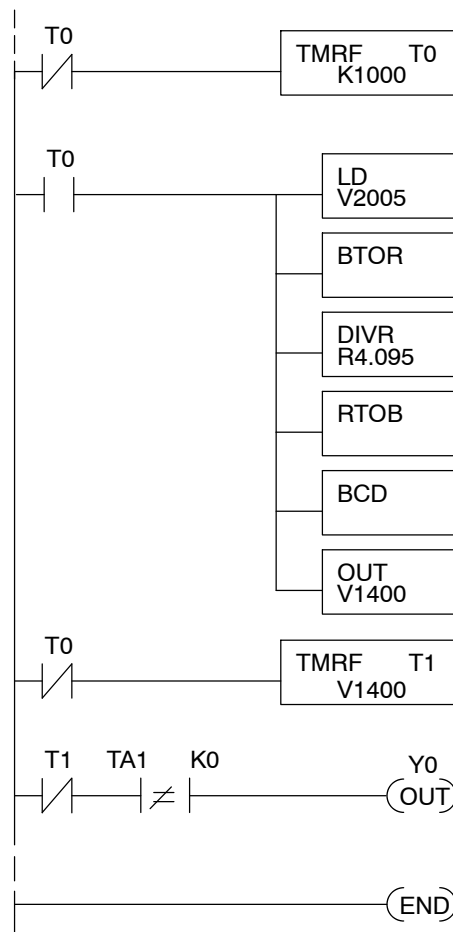 T0
TMRF T0
K1000
T0
LD
V2005
BTOR
DIVR
R4.095
RTOB
BCD
OUT
V1400
T0
TMRF T1
V1400
T1 TA1 K0 Y0
≠ OUT
END